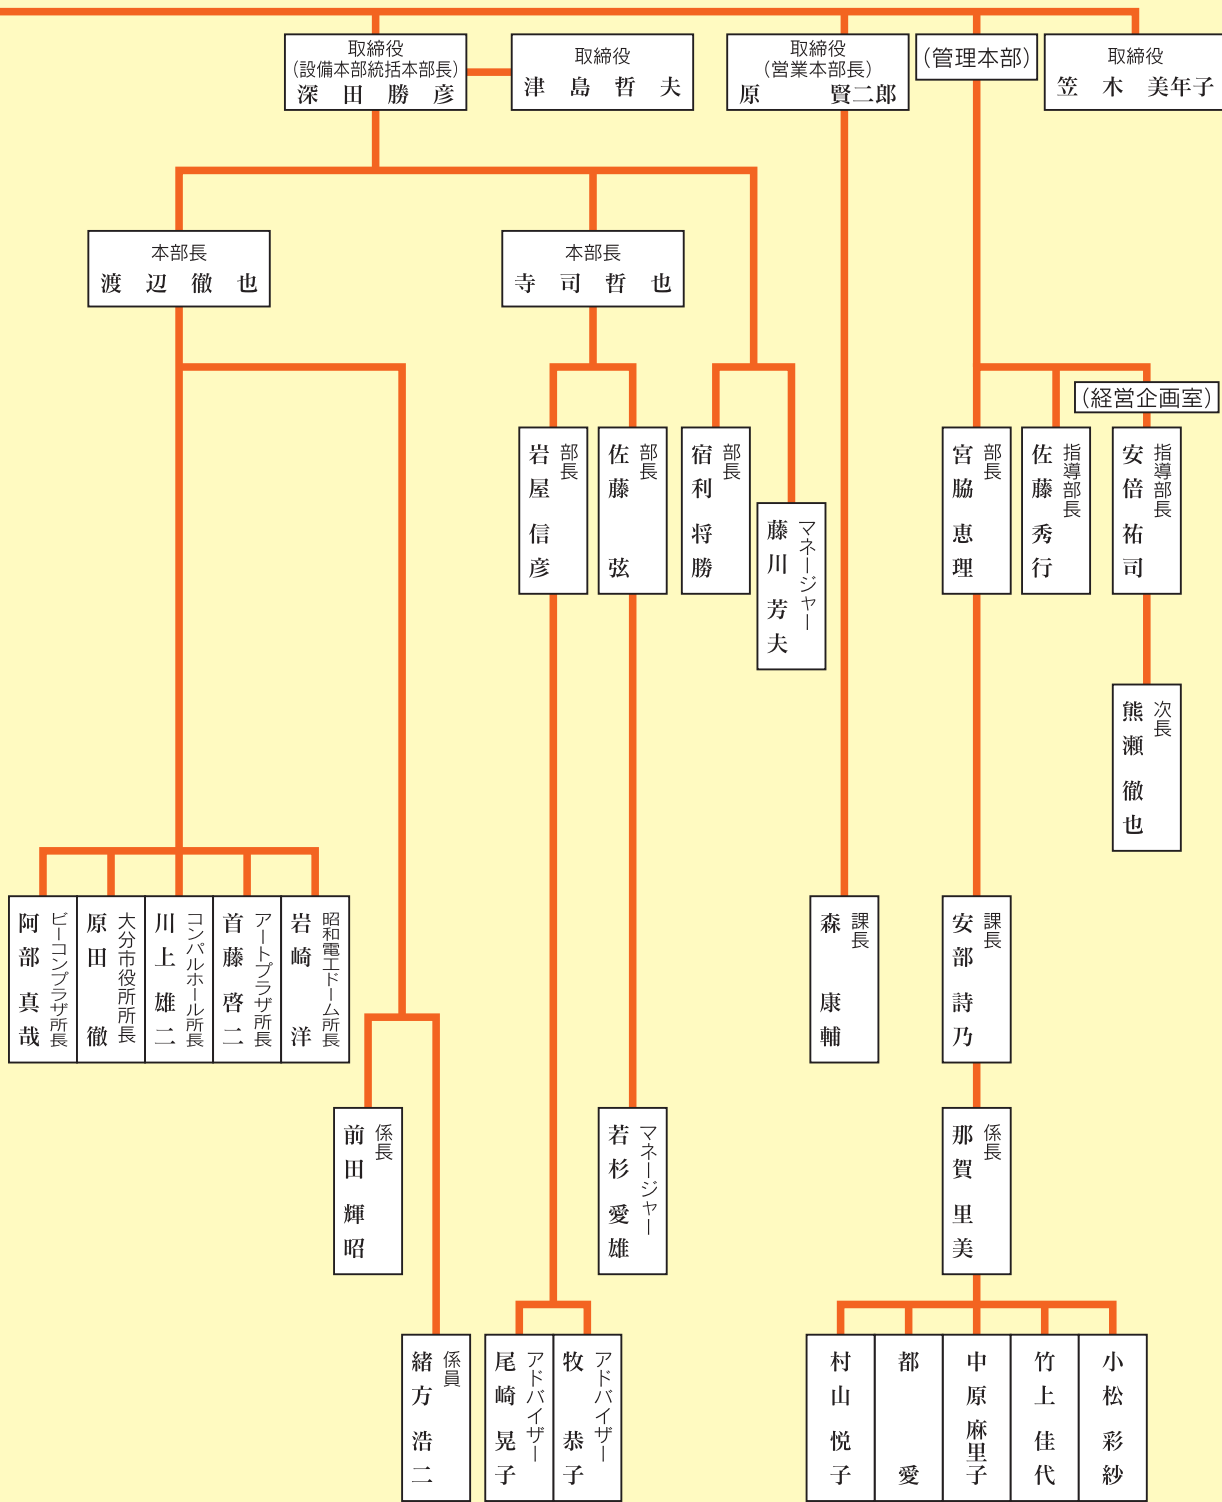 取締役
（設備本部統括本部長）
深田勝彦
取締役
津島哲夫
取締役
（営業本部長）
原賢二郎
（管理本部）
取締役
笠木美年子
本部長
渡辺徹也
本部長
寺司哲也
（経営企画室）
部長
岩屋信彦
部長
佐藤弦
部長
宿利将勝
マネージャー
藤川芳夫
部長
宮脇恵理
指導部長
佐藤秀行
指導部長
安倍祐司
次長
熊瀬徹也
ビーコンプラザ所長
阿部真哉
大分市役所所長
原田徹
コンパルホール所長
川上雄二
アートプラザ所長
首藤啓二
昭和電工ドーム所長
岩崎洋
課長
森康輔
課長
安部詩乃
係長
前田輝昭
マネージャー
若杉愛雄
係長
那賀里美
係員
緒方浩二
アドバイザー
尾崎晃子
アドバイザー
牧恭子
村山悦子
都愛
中原麻里子
竹上佳代
小松彩紗